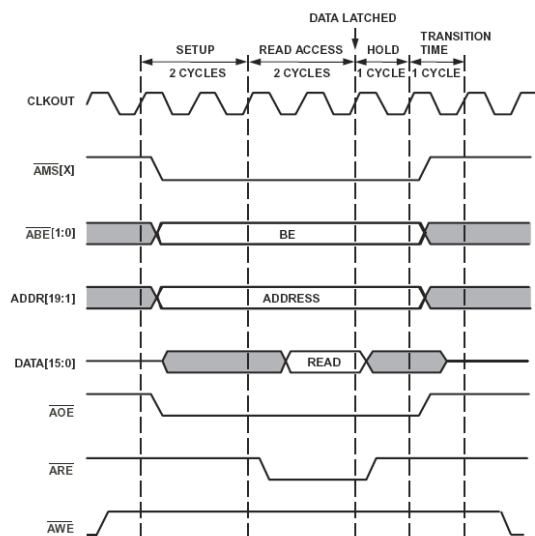 DATA LATCHED
SETUP
READ ACCESS
HOLD
TRANSITION
TIME
2 CYCLES
2 CYCLES
1 CYCLE
1 CYCLE
CLKOUT
AMS[X]
ABE[1:0]
BE
ADDR[19:1]
ADDRESS
DATA[15:0]
READ
AOE
ARE
AWE